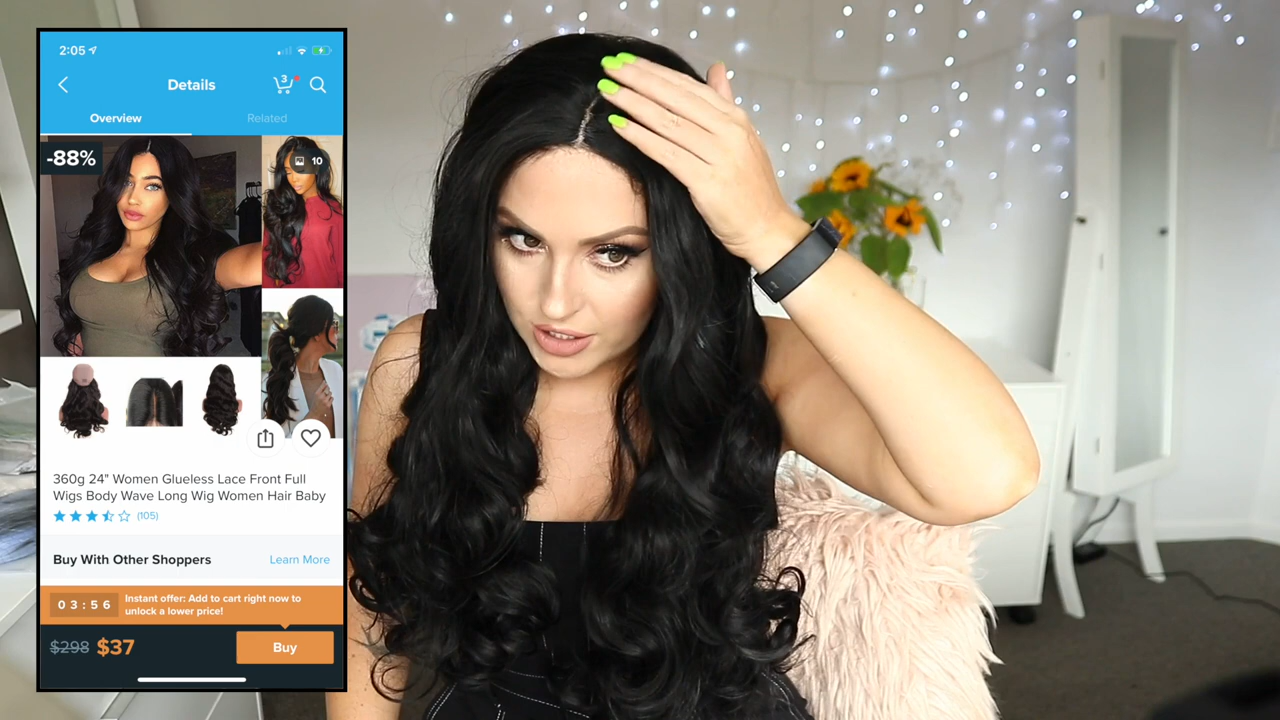 2:05
Details
3
Overview
Related
-88%
10
360g 24" Women Glueless Lace Front Full
Wigs Body Wave Long Wig Women Hair Baby
(105)
Buy With Other Shoppers
Learn More
03:56
Instant offer: Add to cart right now to
unlock a lower price!
$298 $37
Buy